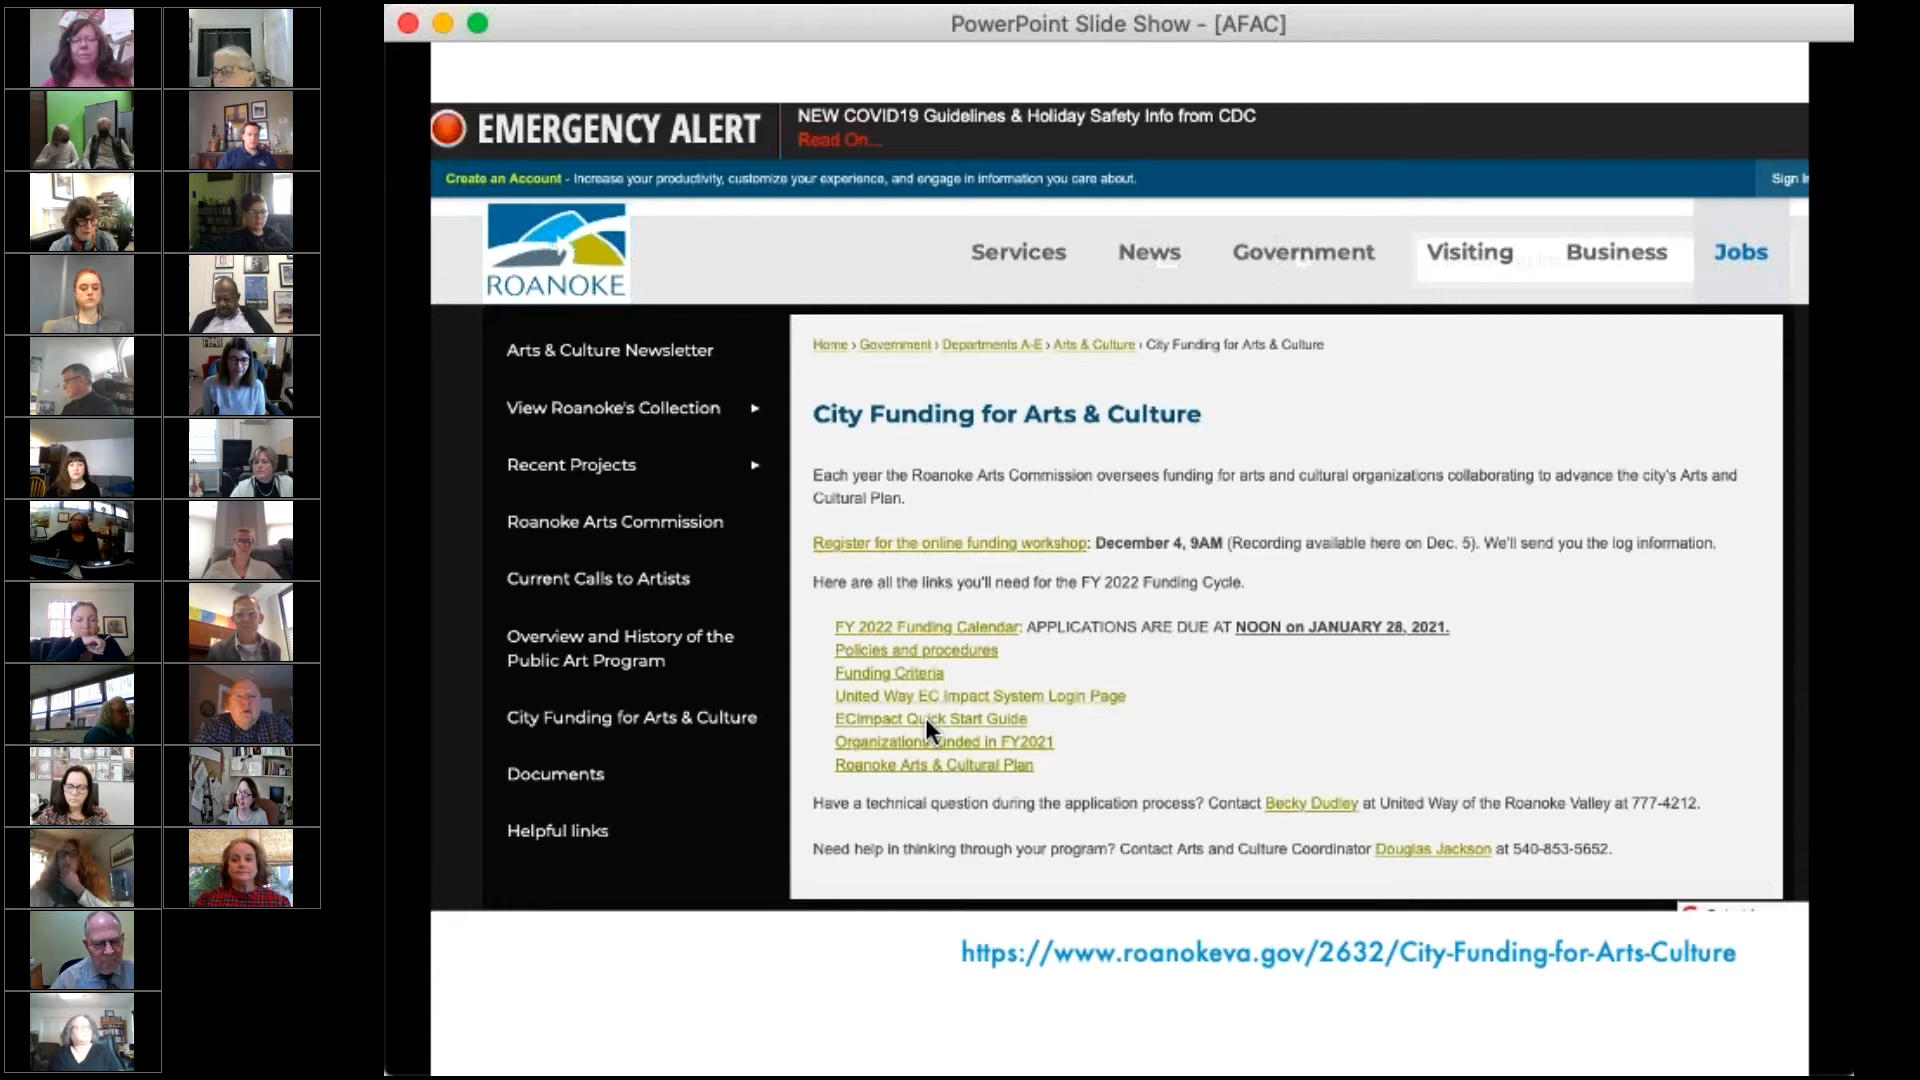 PowerPoint Slide Show - [AFAC]
EMERGENCY ALERT
NEW COVID19 Guidelines & Holiday Safety Info from CDC
Read On...
Create an Account - Increase your productivity, customize your experience, and engage in information you care about.
Sign In
ROANOKE
Services News Government Visiting Business Jobs
Arts & Culture Newsletter
View Roanoke's Collection
Recent Projects
Roanoke Arts Commission
Current Calls to Artists
Overview and History of the
Public Art Program
City Funding for Arts & Culture
Documents
Helpful links
Home › Government › Departments A-E › Arts & Culture › City Funding for Arts & Culture
City Funding for Arts & Culture
Each year the Roanoke Arts Commission oversees funding for arts and cultural organizations collaborating to advance the city's Arts and
Cultural Plan.
Register for the online funding workshop: December 4, 9AM (Recording available here on Dec. 5). We'll send you the log information.
Here are all the links you'll need for the FY 2022 Funding Cycle.
FY 2022 Funding Calendar: APPLICATIONS ARE DUE AT NOON on JANUARY 28, 2021.
Policies and procedures
Funding Criteria
United Way EC Impact System Login Page
ECImpact Quick Start Guide
Organizations Funded in FY2021
Roanoke Arts & Cultural Plan
Have a technical question during the application process? Contact Becky Dudley at United Way of the Roanoke Valley at 777-4212.
Need help in thinking through your program? Contact Arts and Culture Coordinator Douglas Jackson at 540-853-5652.
https://www.roanokeva.gov/2632/City-Funding-for-Arts-Culture